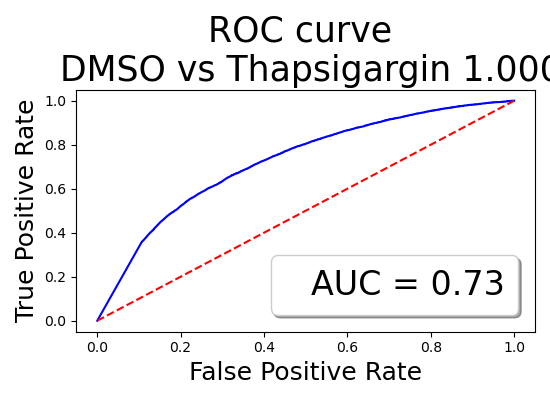 ROC curve
DMSO vs Thapsigargin 1.000
True Positive Rate
1.0
0.8
0.6
0.4
0.2
0.0
AUC = 0.73
0.0 0.2 0.4 0.6 0.8 1.0
False Positive Rate